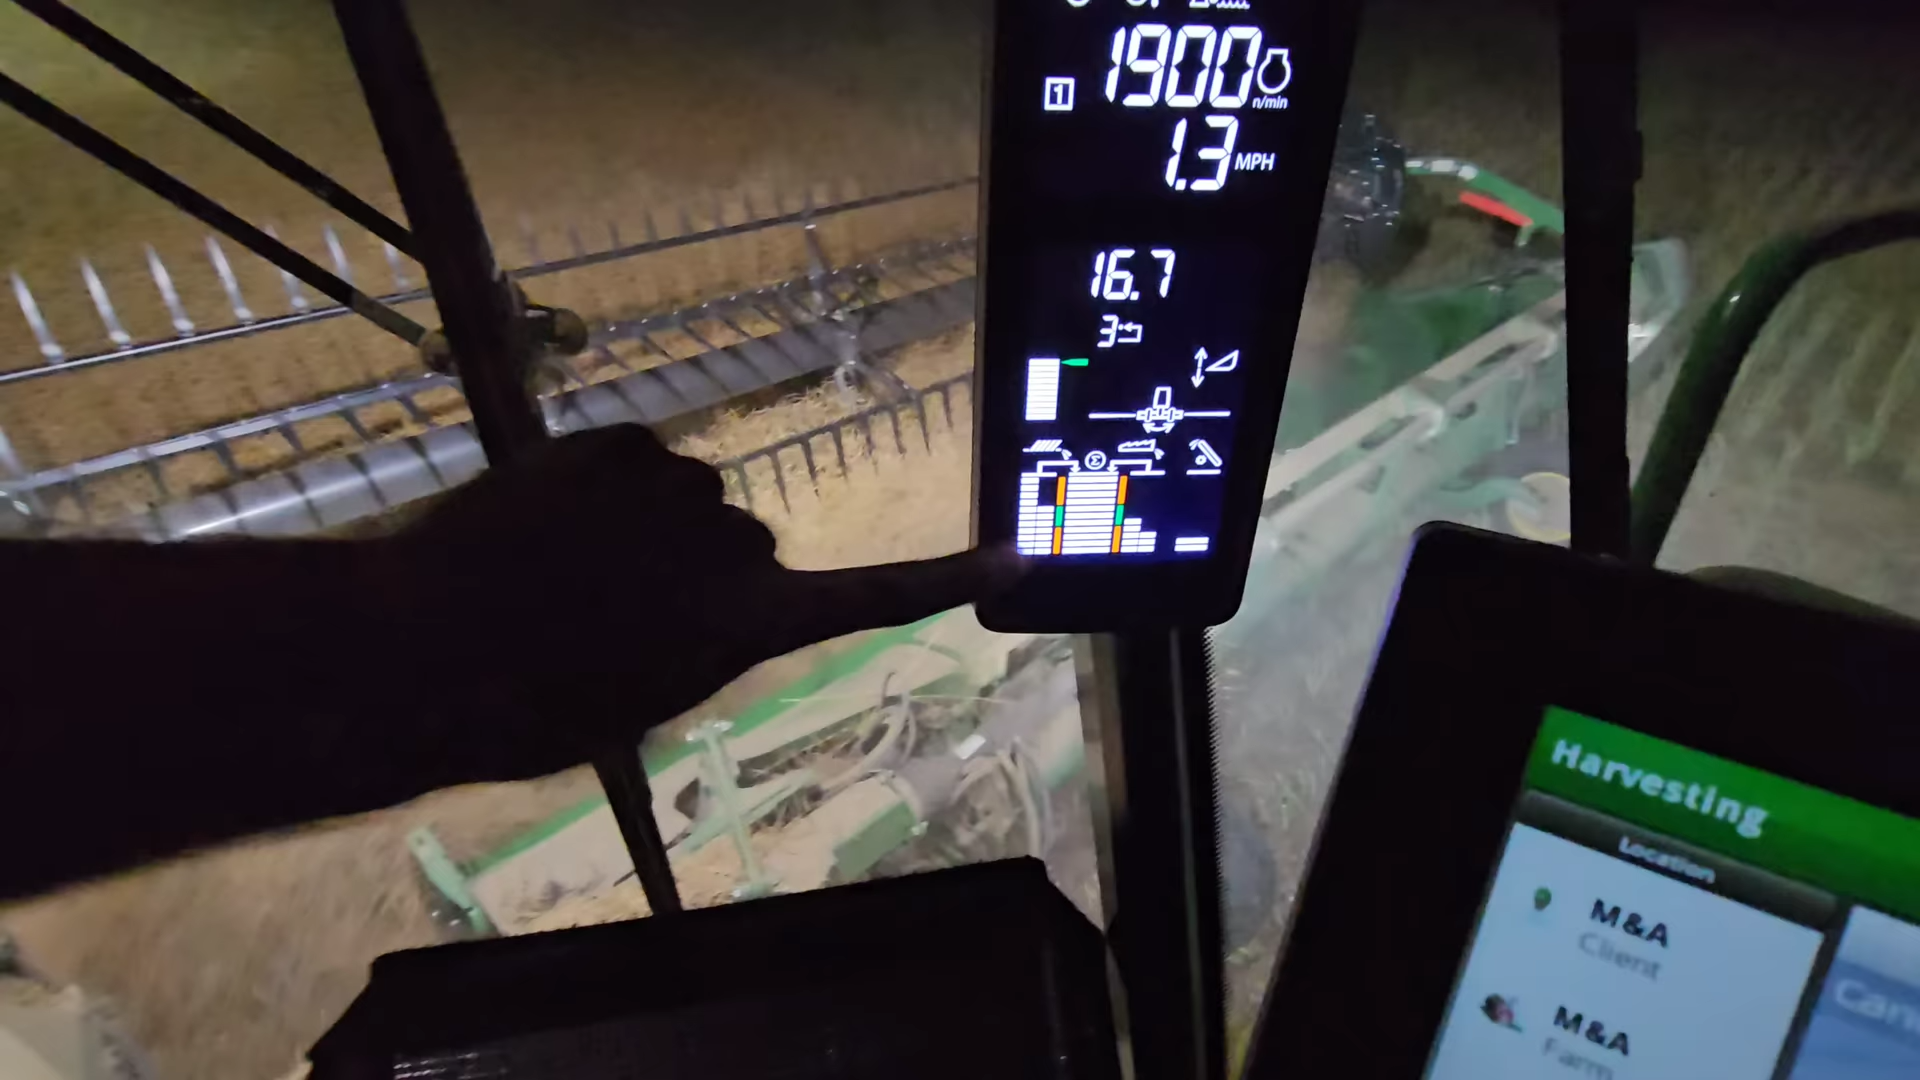 1900
n/min
1
1.3 MPH
16.7
3
Σ
Harvesting
Location
M&A
Client
M&A
Farm